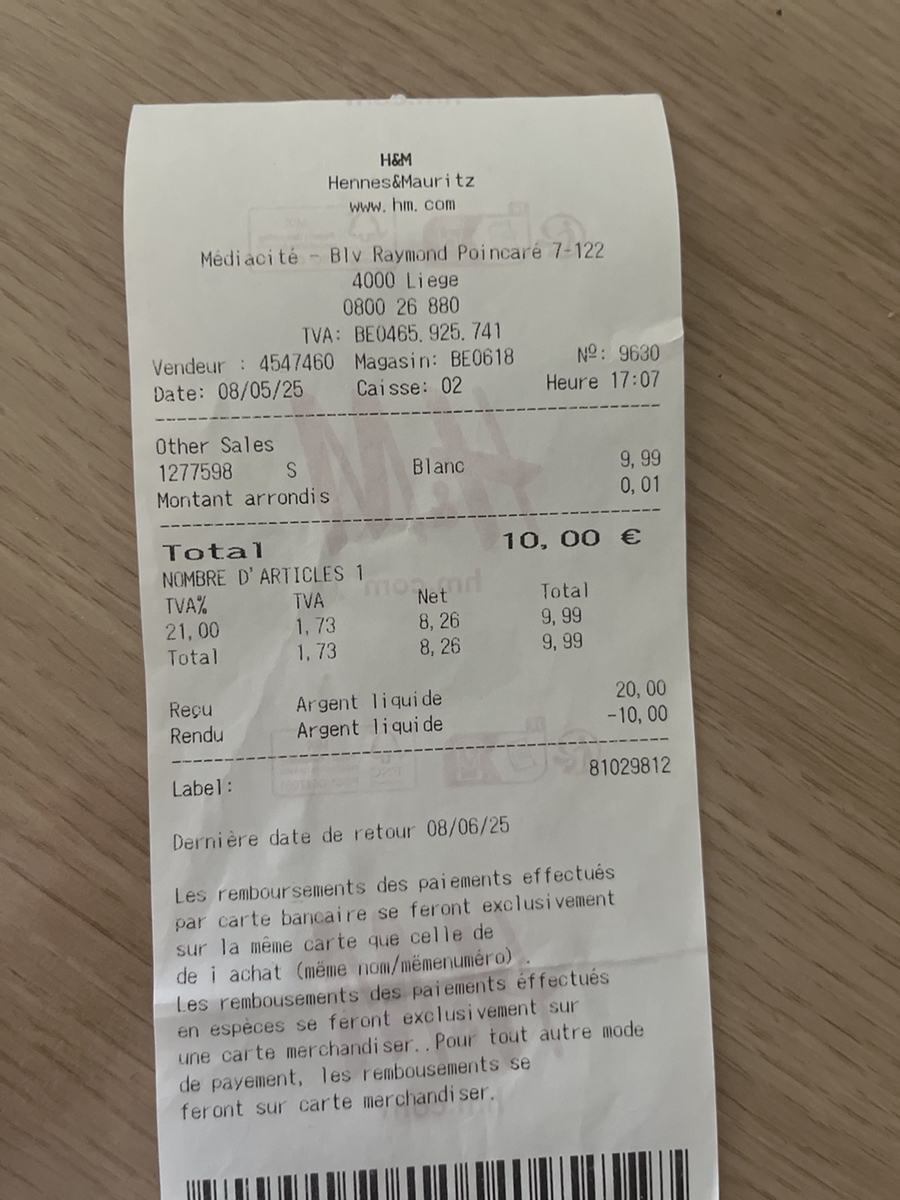 H&M
Hennes&Mauritz
www.hm.com
Médiacité - Blv Raymond Poincaré 7-122
4000 Liege
0800 26 880
TVA: BE0465.925.741
Vendeur : 4547460 Magasin: BE0618 Nº: 9630
Date: 08/05/25 Caisse: 02 Heure 17:07
Other Sales
1277598 S Blanc 9,99
Montant arrondis 0,01
Total 10,00 €
NOMBRE D'ARTICLES 1
TVA% TVA Net Total
21,00 1,73 8,26 9,99
Total 1,73 8,26 9,99
Reçu Argent liquide 20,00
Rendu Argent liquide -10,00
Label: 81029812
Dernière date de retour 08/06/25
Les remboursements des paiements effectués
par carte bancaire se feront exclusivement
sur la même carte que celle de
de i achat (mëme nom/mëmenuméro).
Les rembousements des paiements éffectués
en espèces se feront exclusivement sur
une carte merchandiser..Pour tout autre mode
de payement, les rembousements se
feront sur carte merchandiser.